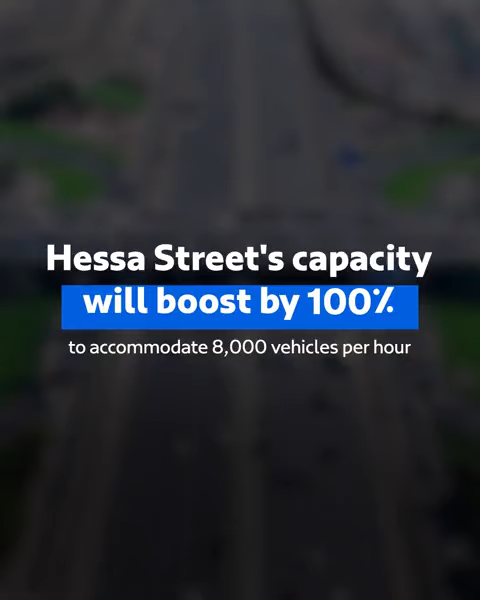 Hessa Street's capacity
will boost by 100%
to accommodate 8,000 vehicles per hour